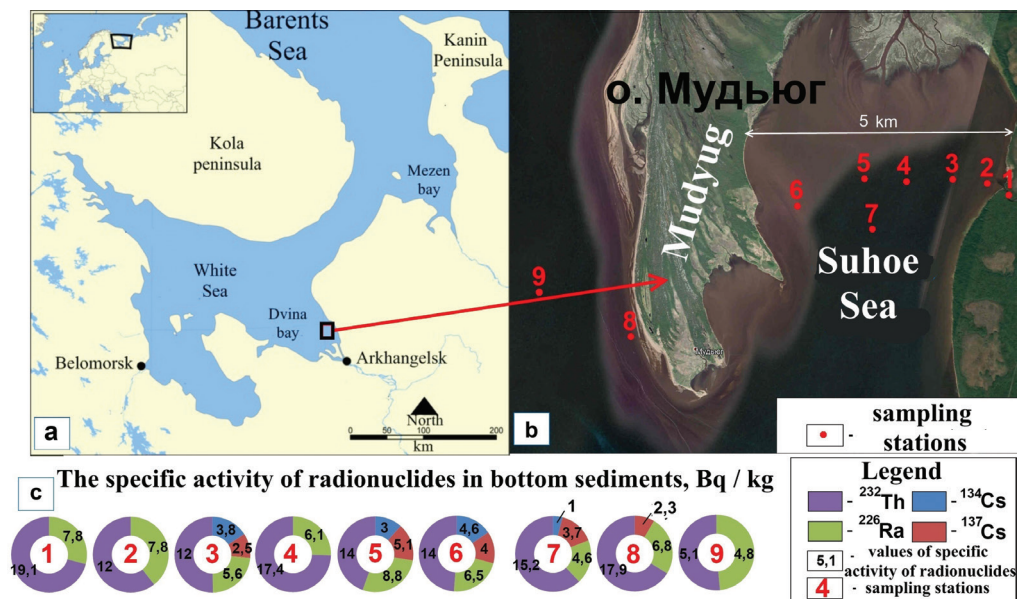 Barents
Sea
Kanin
Peninsula
Kola
peninsula
Mezen
bay
White
Sea
Dvina
bay
Belomorsk
Arkhangelsk
North
0 100 200
km
a
о. Мудьюг
5 km
Mudyug
1
2
3
4
5
6
7
8
9
Suhoe
Sea
Мудьюг
b
- sampling
stations
c
The specific activity of radionuclides in bottom sediments, Bq / kg
1 7,8 19,1
2 7,8 12
3 3,8 2,5 5,6 12
4 6,1 17,4
5 3 5,1 8,8 14
6 4,6 4 6,5 14
7 1 3,7 4,6 15,2
8 2,3 6,8 17,9
9 4,8 5,1
Legend
- ²³²Th - ¹³⁴Cs
- ²²⁶Ra - ¹³⁷Cs
5,1 - values of specific
activity of radionuclides
4 - sampling stations